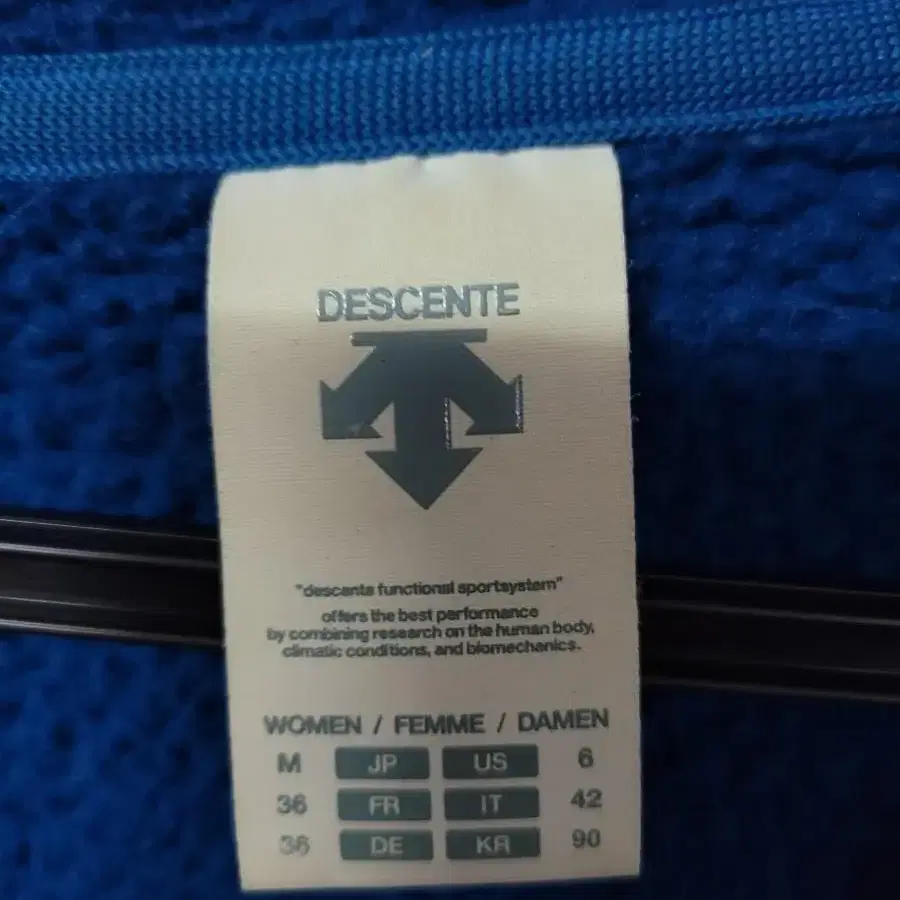 DESCENTE
"descente functional sportsystem"
offers the best performance
by combining research on the human body,
climatic conditions, and biomechanics.
WOMEN / FEMME / DAMEN
M JP US 6
36 FR IT 42
36 DE KR 90